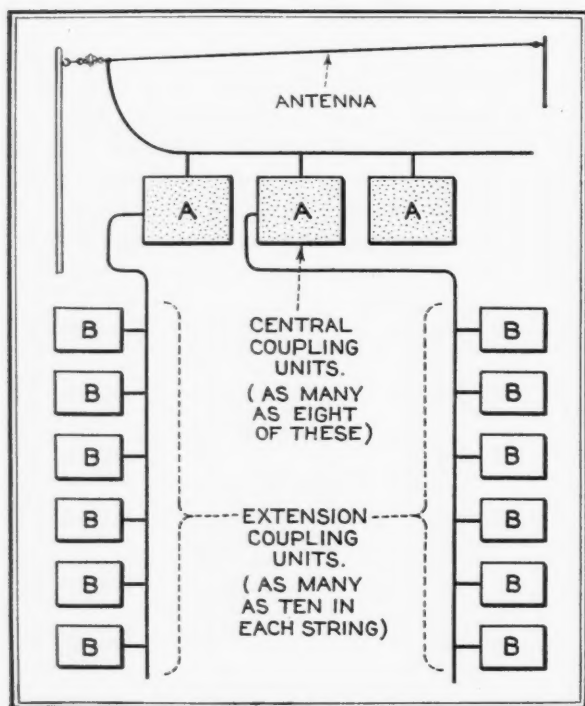 ANTENNA
A
A
A
CENTRAL
COUPLING
UNITS.
(AS MANY
AS EIGHT
OF THESE)
B
B
B
B
B
B
B
B
B
B
B
B
EXTENSION
COUPLING
UNITS.
(AS MANY
AS TEN IN
EACH STRING)